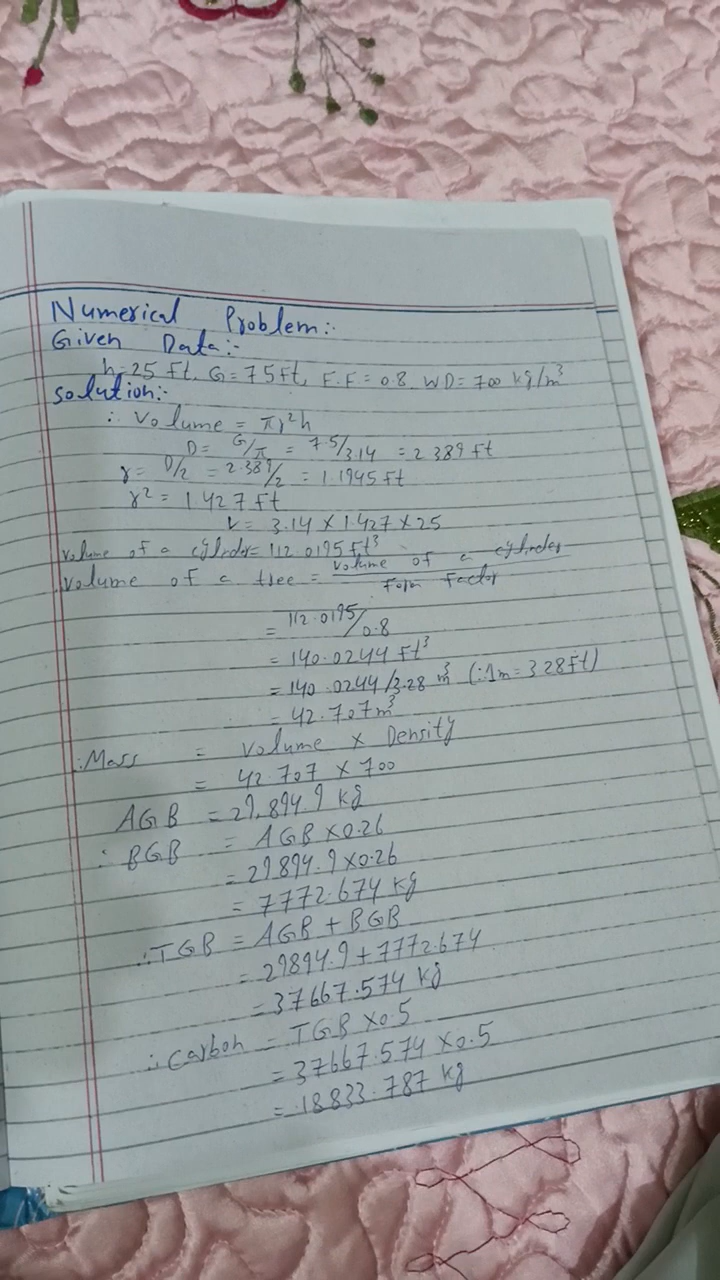 Numerical Problem:-
Given Data:-
h=25 ft, G=7.5ft, F.F=0.8 WD=700 kg/m³
Solution:-
∴ Volume = πr²h
D= G/π = 7.5/3.14 = 2.389 ft
r= D/2 = 2.389/2 = 1.1945 ft
r² = 1.427 ft
V = 3.14 × 1.427 × 25
volume of a cylinder= 112.0195 ft³
Volume of a tree = volume of a cylinder / Form Factor
= 112.0195/0.8
= 140.0244 ft³
= 140.0244/3.28 m³ (∵1m=3.28ft)
= 42.707m³
∴Mass = Volume × Density
= 42.707 × 700
AGB = 29,894.9 kg
∴ BGB = AGB ×0.26
= 29894.9 ×0.26
= 7772.674 kg
∴TGB = AGB + BGB
= 29894.9+7772.674
= 37667.574 kg
∴ Carbon = TGB ×0.5
= 37667.574 ×0.5
= 18833.787 kg